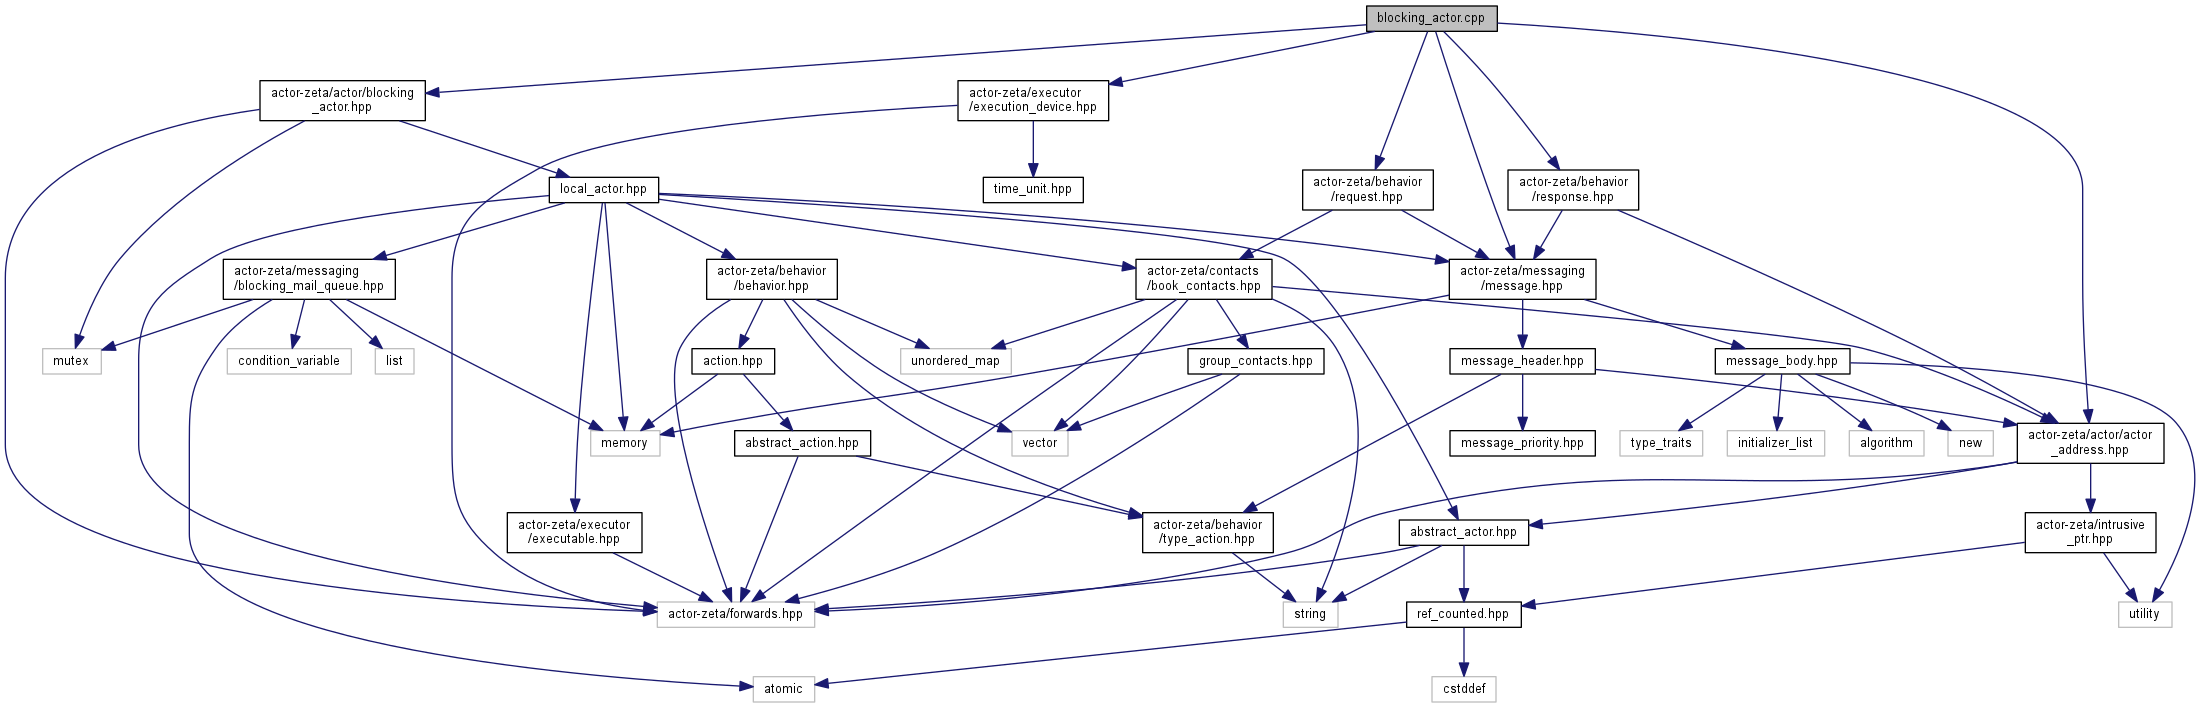 blocking_actor.cpp
actor-zeta/actor/blocking
_actor.hpp
actor-zeta/executor
/execution_device.hpp
local_actor.hpp
time_unit.hpp
actor-zeta/behavior
/request.hpp
actor-zeta/behavior
/response.hpp
actor-zeta/messaging
/blocking_mail_queue.hpp
actor-zeta/behavior
/behavior.hpp
actor-zeta/contacts
/book_contacts.hpp
actor-zeta/messaging
/message.hpp
mutex
condition_variable
list
action.hpp
unordered_map
group_contacts.hpp
message_header.hpp
message_body.hpp
memory
abstract_action.hpp
vector
message_priority.hpp
type_traits
initializer_list
algorithm
new
actor-zeta/actor/actor
_address.hpp
actor-zeta/executor
/executable.hpp
actor-zeta/behavior
/type_action.hpp
abstract_actor.hpp
actor-zeta/intrusive
_ptr.hpp
actor-zeta/forwards.hpp
string
ref_counted.hpp
utility
atomic
cstddef